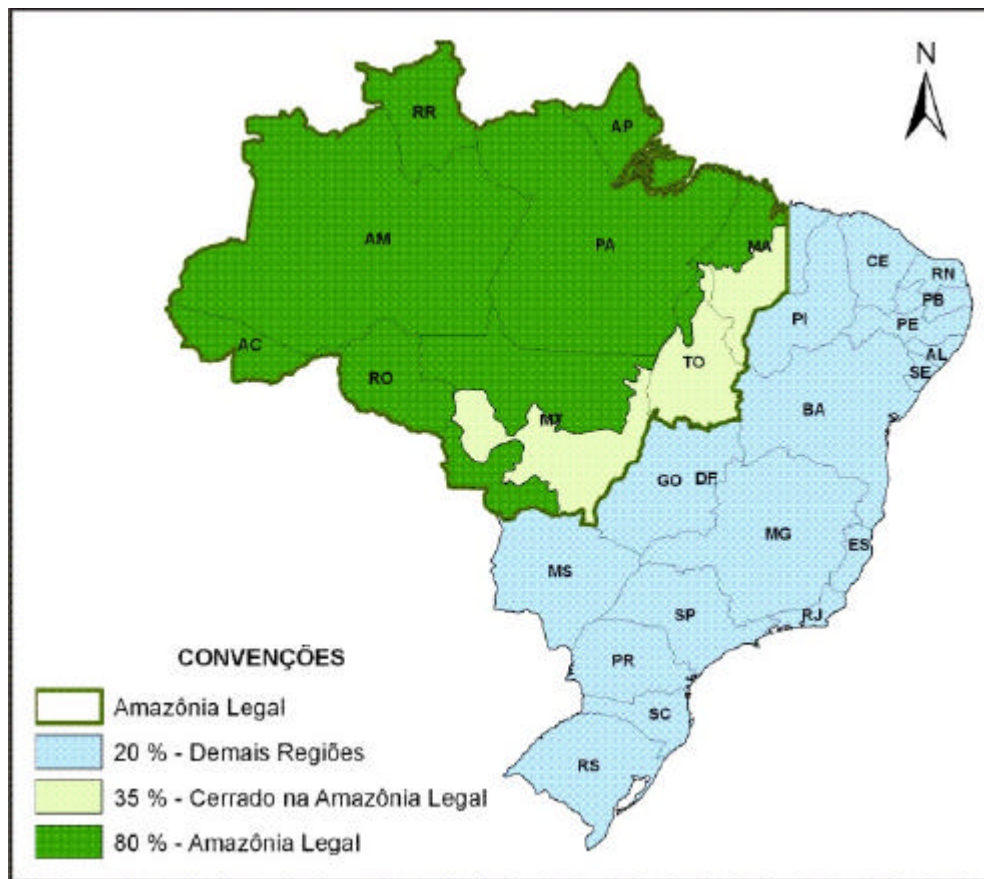 N
RR
AP
AM
PA
MA
CE
RN
PB
PI
PE
AC
AL
RO
TO
SE
MT
BA
GO
DF
MG
ES
MS
SP
RJ
PR
SC
RS
CONVENÇÕES
Amazônia Legal
20 % - Demais Regiões
35 % - Cerrado na Amazônia Legal
80 % - Amazônia Legal